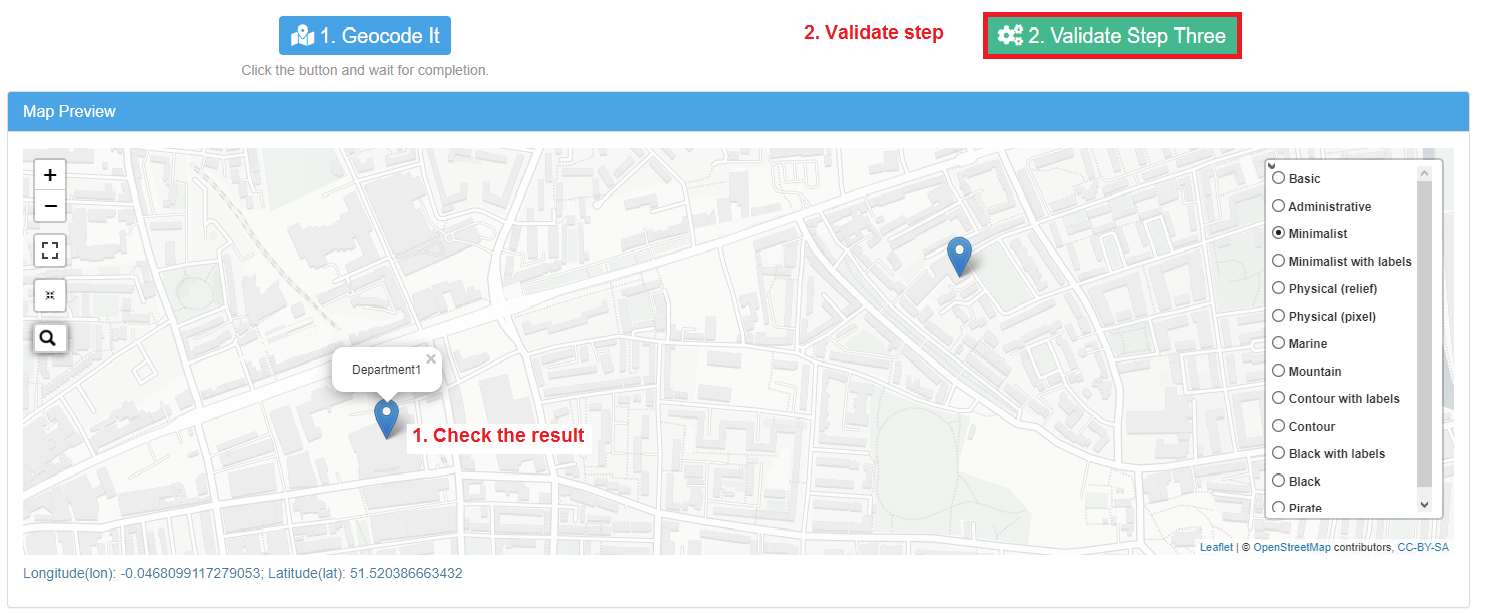 1. Geocode It
2. Validate step
2. Validate Step Three
Click the button and wait for completion.
Map Preview
+
−
Basic
Administrative
Minimalist
Minimalist with labels
Physical (relief)
Physical (pixel)
Marine
Mountain
Contour with labels
Contour
Black with labels
Black
Pirate
Department1
×
1. Check the result
Leaflet | © OpenStreetMap contributors, CC-BY-SA
Longitude(lon): -0.0468099117279053; Latitude(lat): 51.520386663432